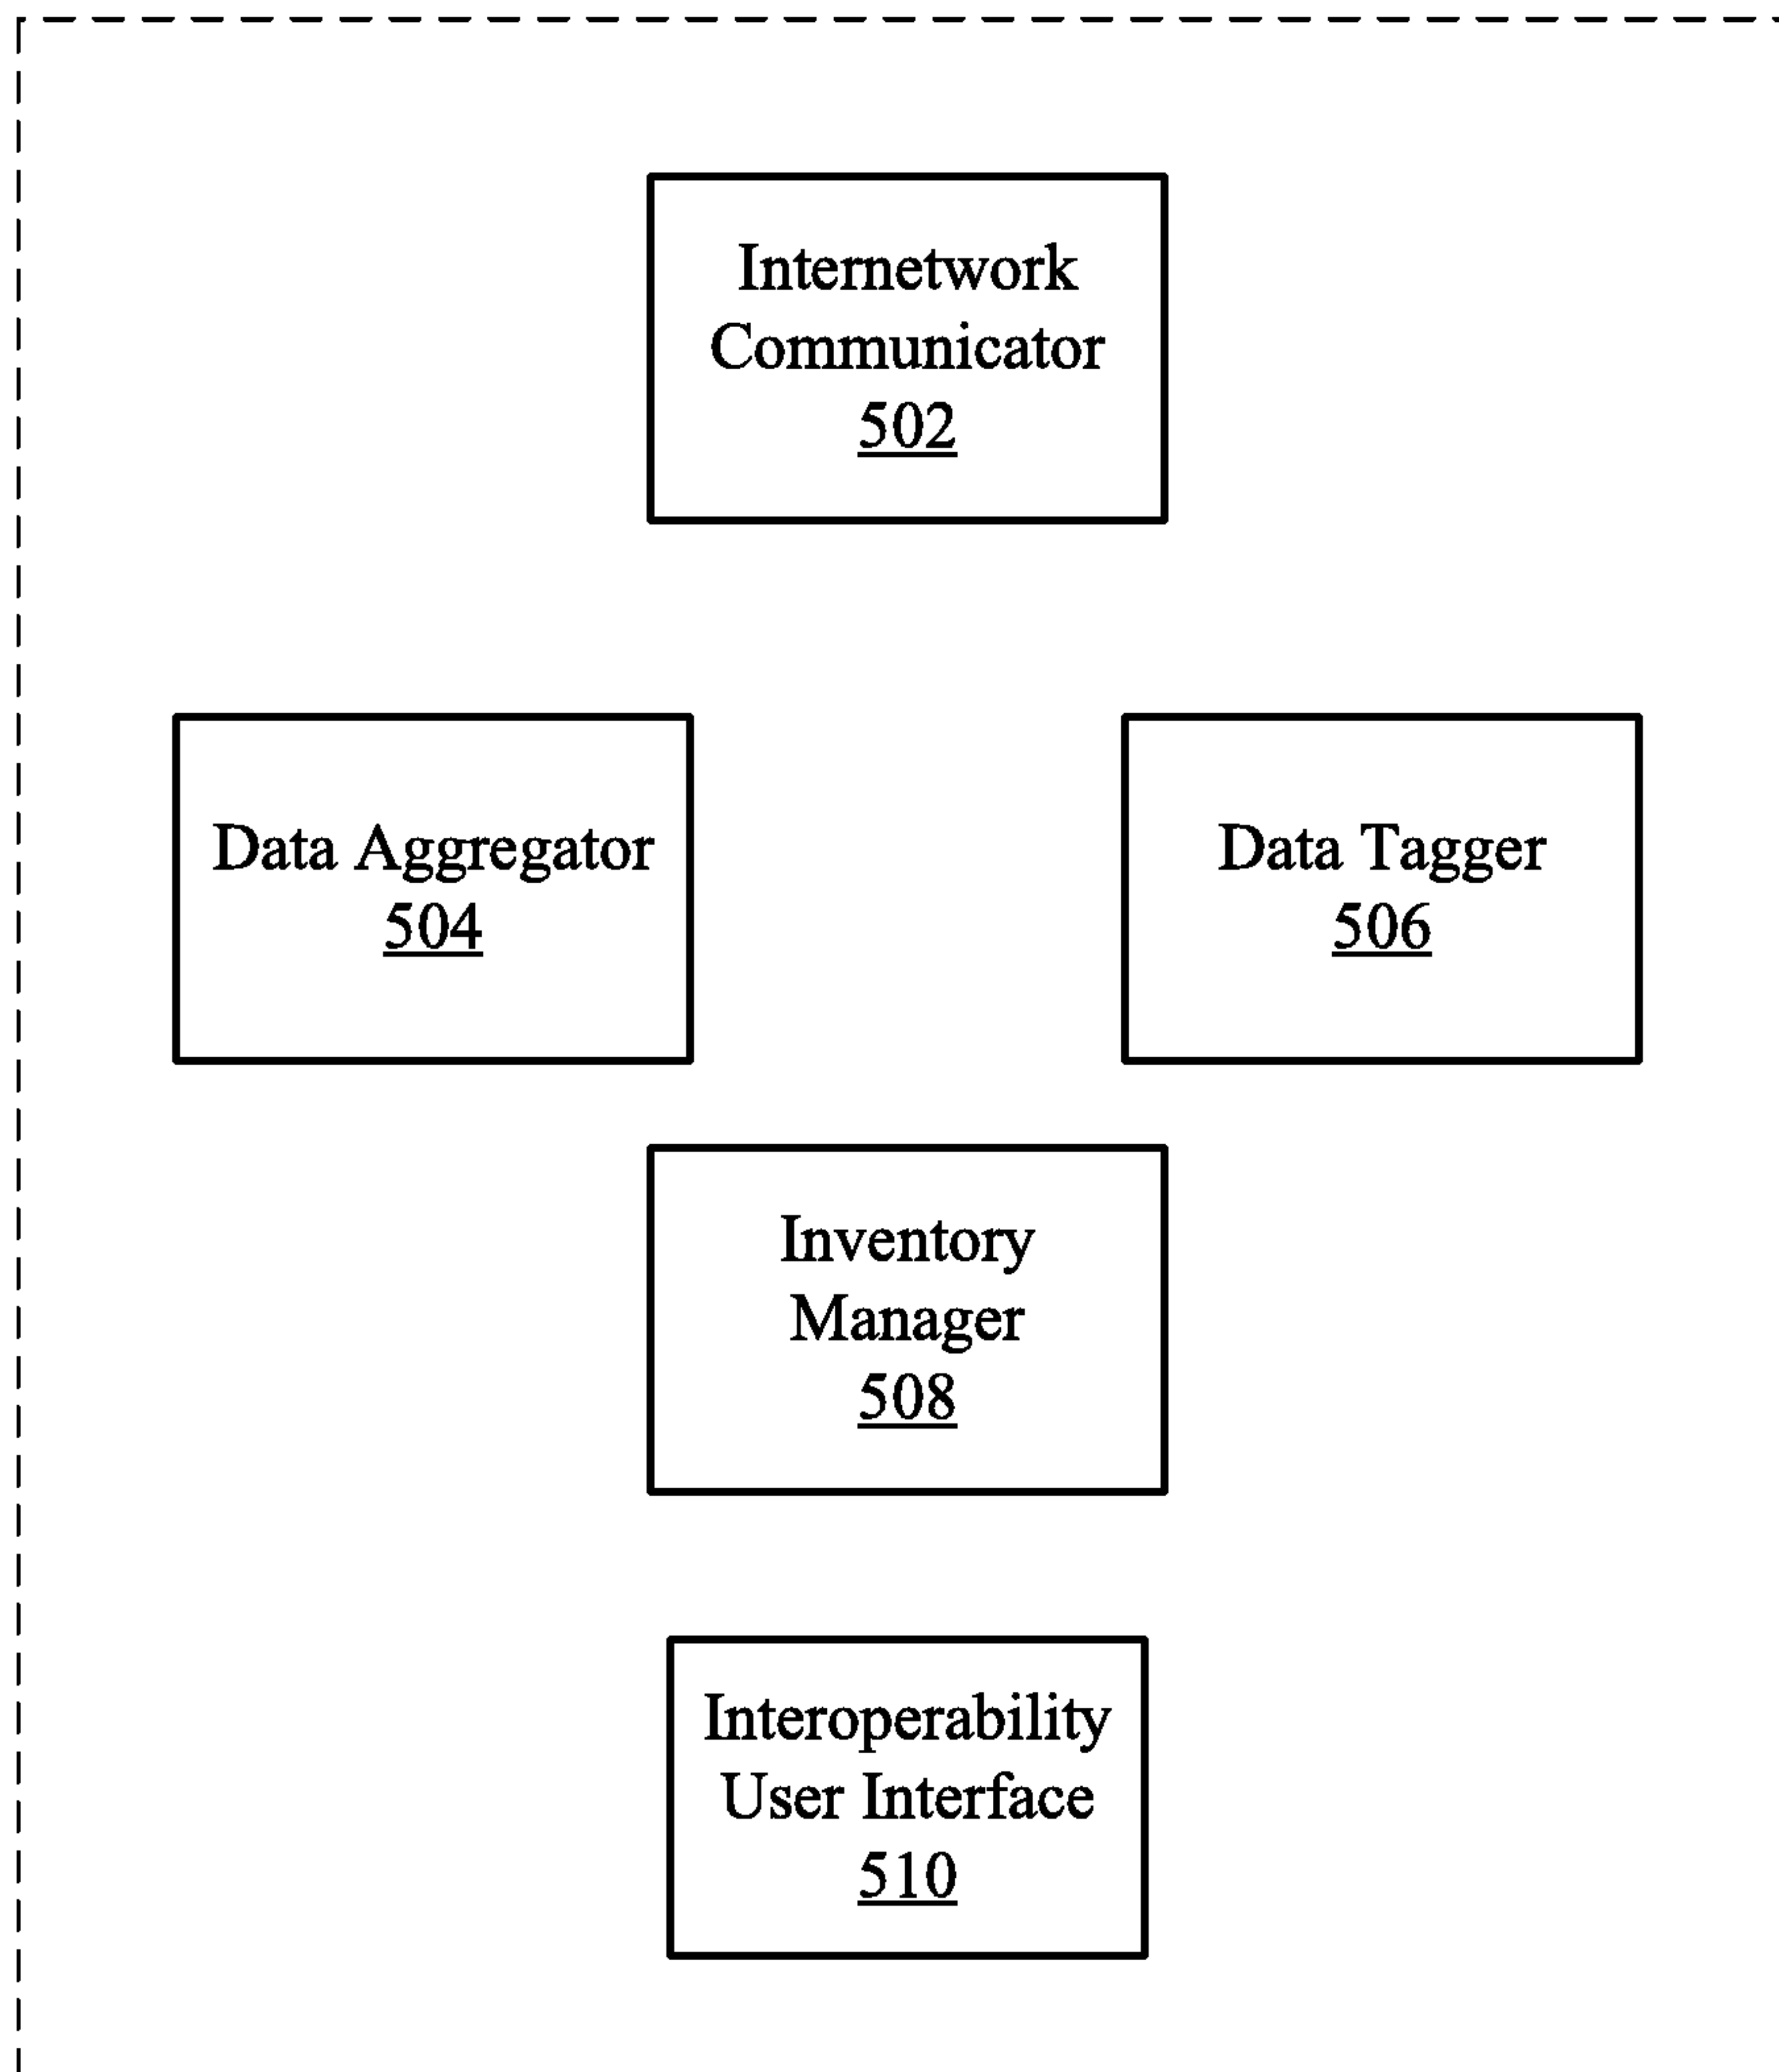 Internetwork
Communicator
502
Data Aggregator
504
Data Tagger
506
Inventory
Manager
508
Interoperability
User Interface
510